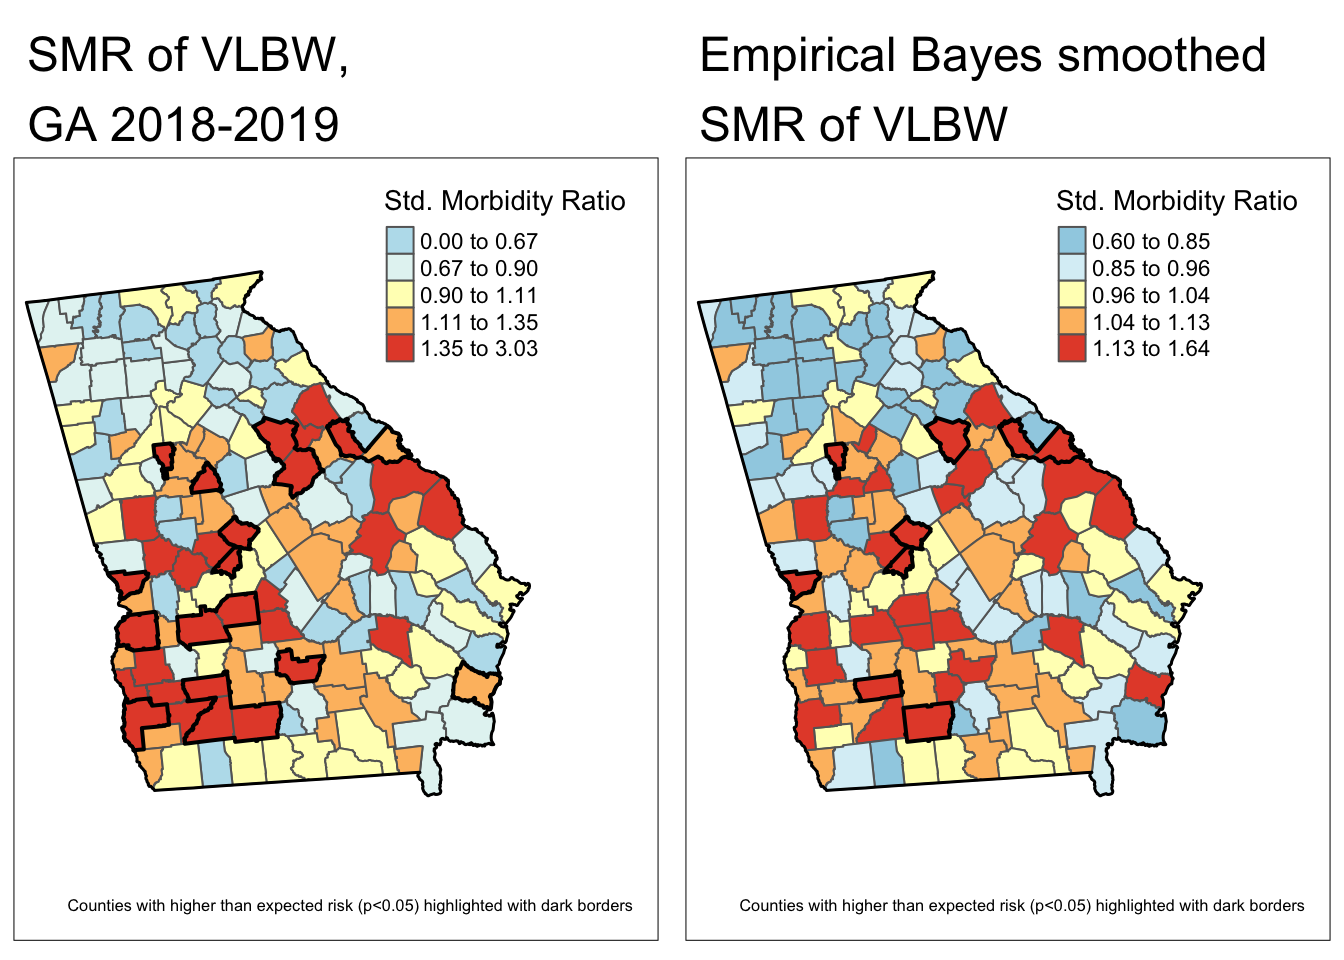 SMR of VLBW,
GA 2018-2019
Std. Morbidity Ratio
0.00 to 0.67
0.67 to 0.90
0.90 to 1.11
1.11 to 1.35
1.35 to 3.03
Counties with higher than expected risk (p<0.05) highlighted with dark borders
Empirical Bayes smoothed
SMR of VLBW
Std. Morbidity Ratio
0.60 to 0.85
0.85 to 0.96
0.96 to 1.04
1.04 to 1.13
1.13 to 1.64
Counties with higher than expected risk (p<0.05) highlighted with dark borders